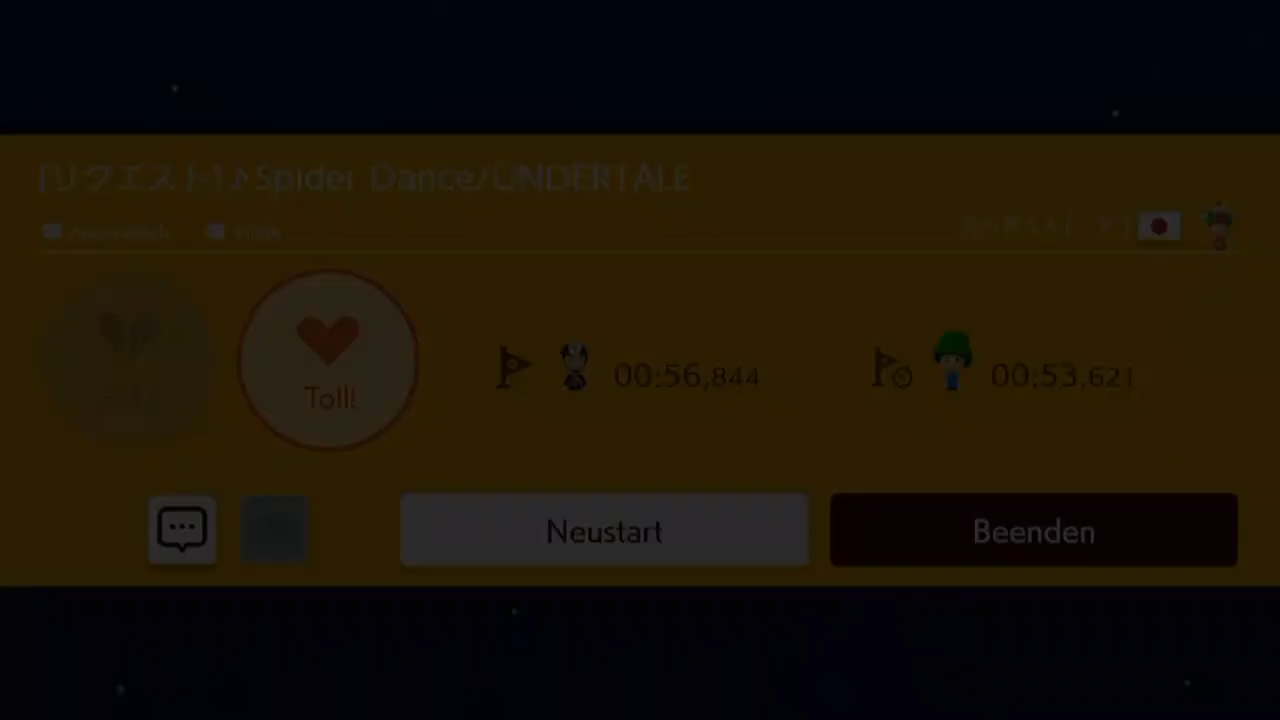 [リクエスト]♪Spider Dance/UNDERTALE
Toll!
00:56,844
00:53,621
Neustart
Beenden